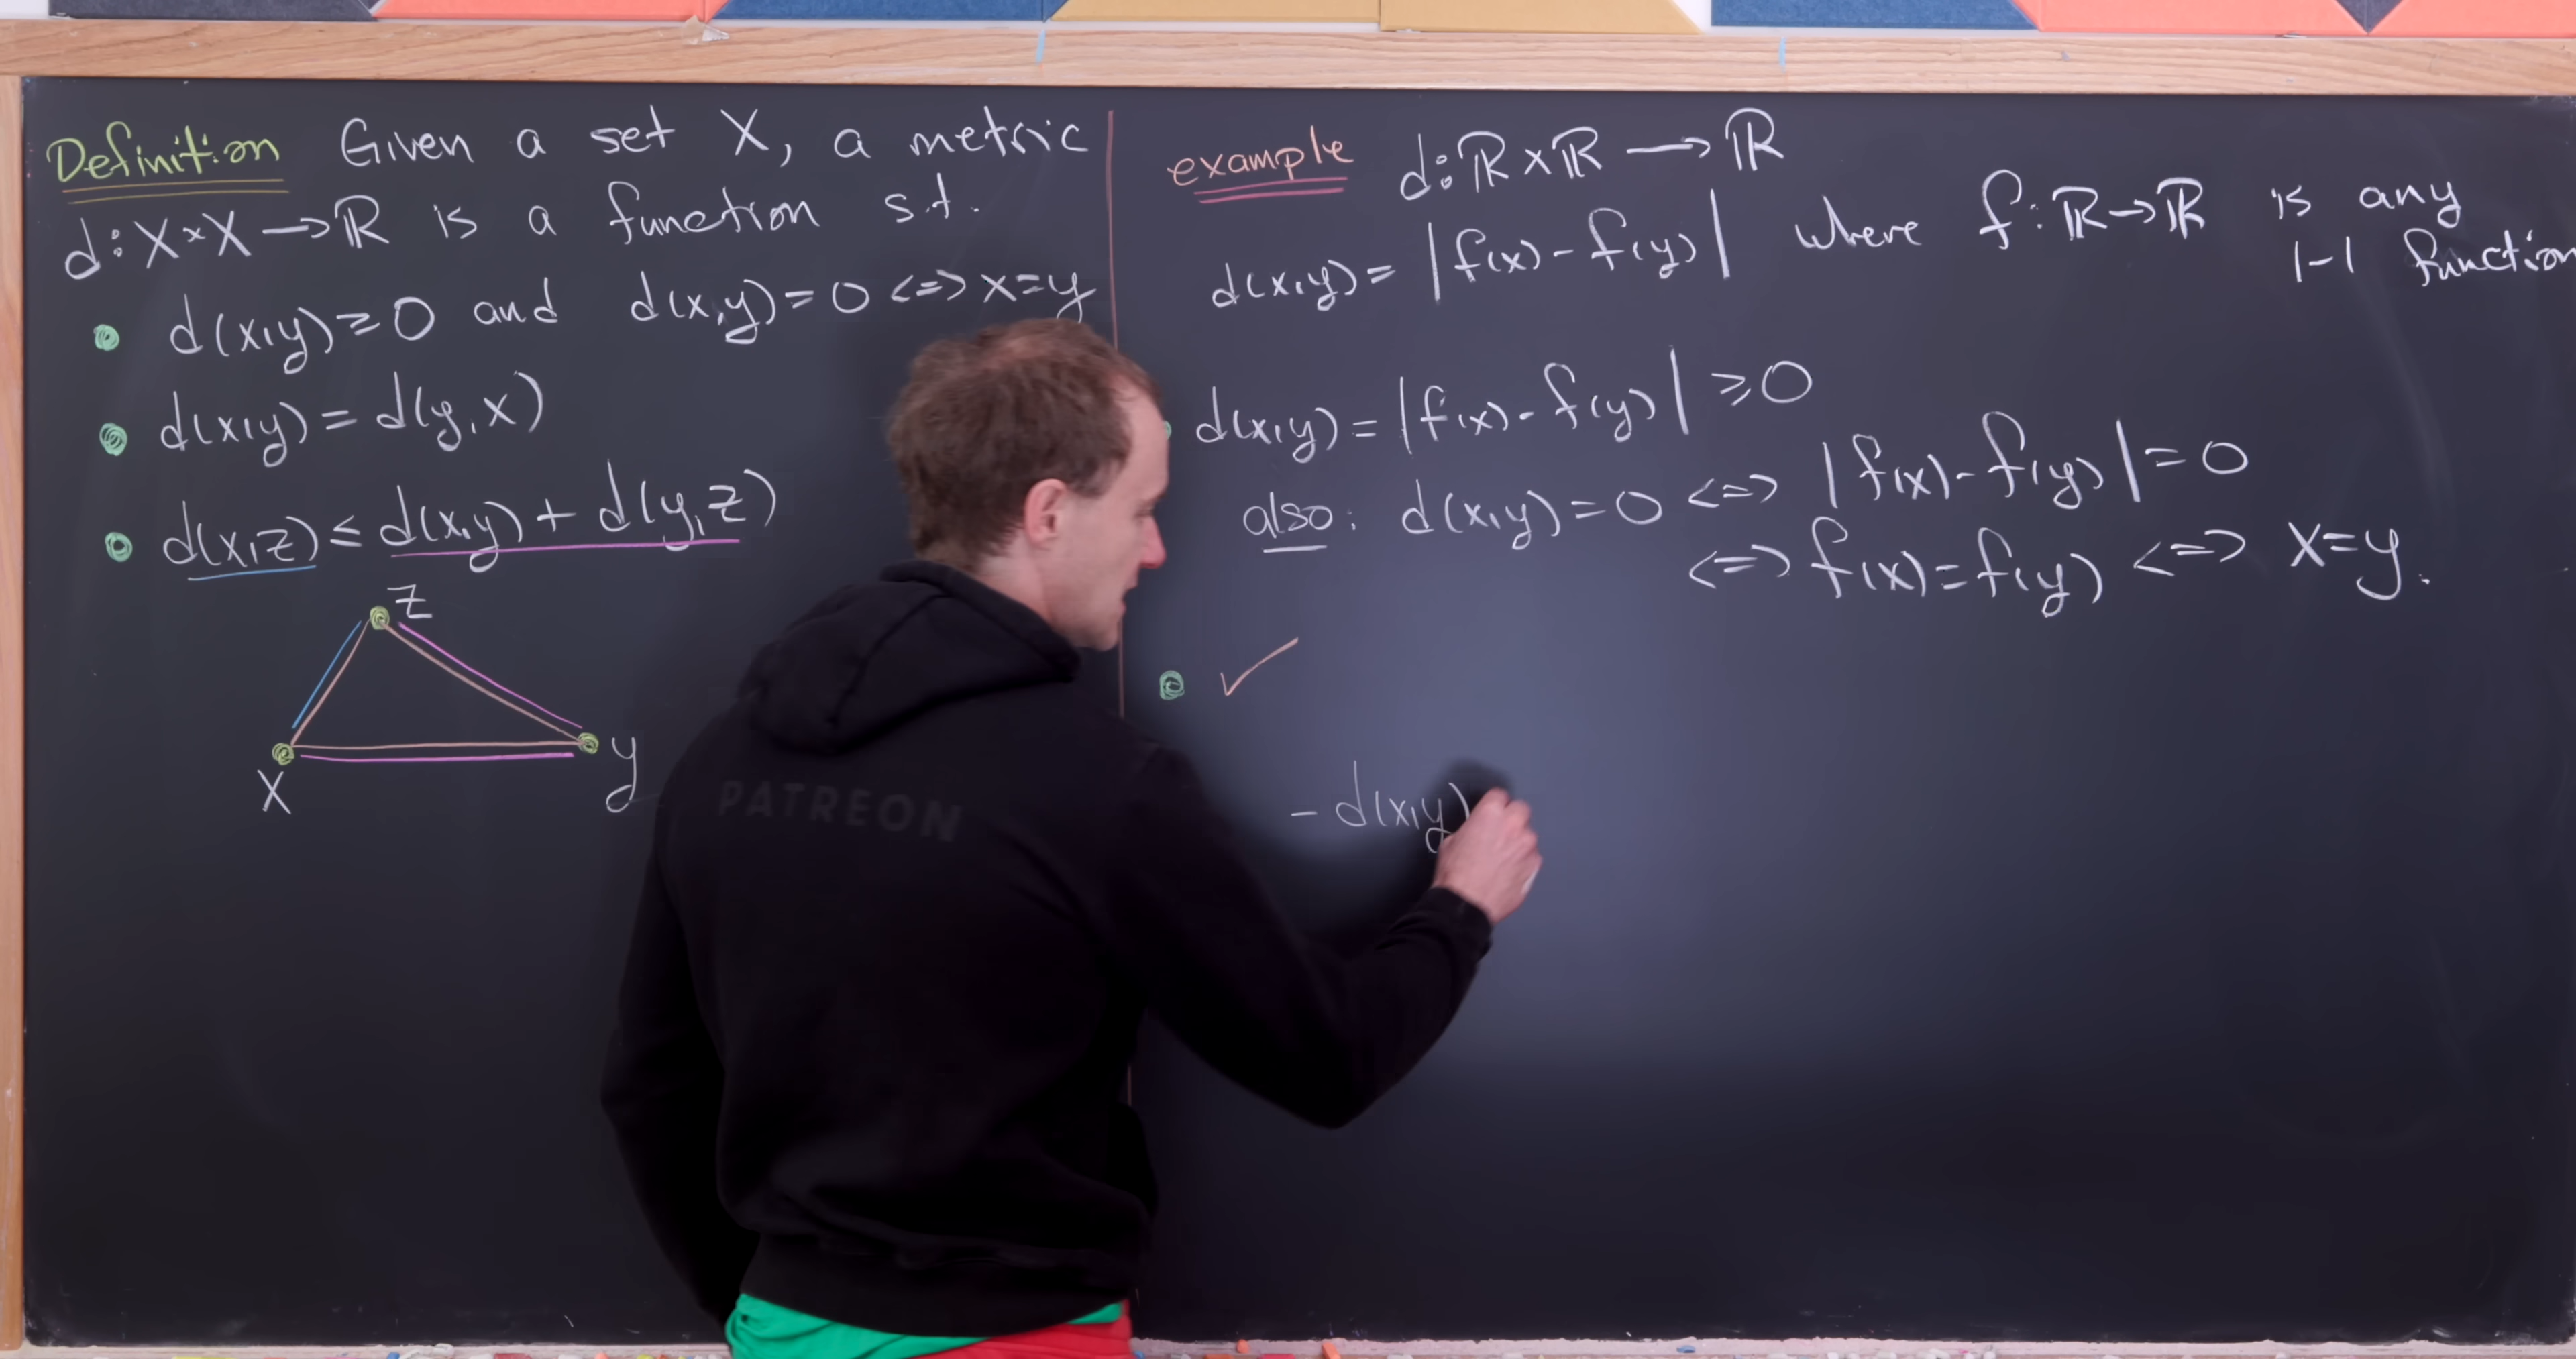 Definition Given a set X, a metric
d: X×X → ℝ is a function s.t.
• d(x,y) ≥ 0 and d(x,y) = 0 <=> x=y
• d(x,y) = d(y,x)
• d(x,z) ≤ d(x,y) + d(y,z)
z
x
y
PATREON
example d: ℝ×ℝ → ℝ
d(x,y) = |f(x) - f(y)| where f: ℝ→ℝ is any
1-1 function
• d(x,y) = |f(x) - f(y)| ≥ 0
also: d(x,y) = 0 <=> |f(x) - f(y)| = 0
<=> f(x) = f(y) <=> x=y.
• ✓
- d(x,y)